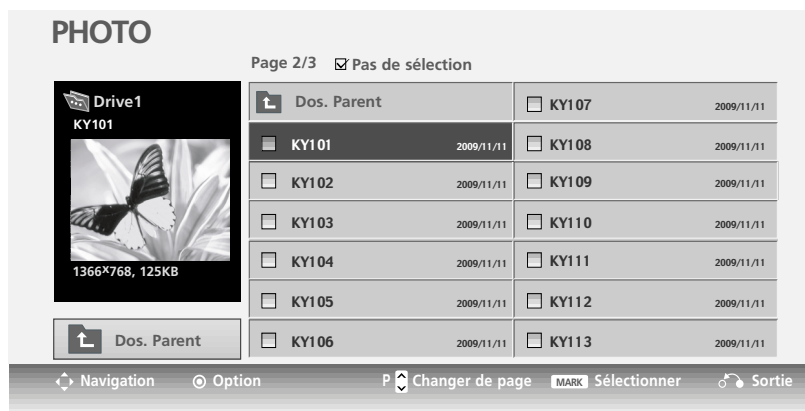 PHOTO
Page 2/3 Pas de sélection
Drive1
KY101
1366x768, 125KB
Dos. Parent
Dos. Parent
KY101 2009/11/11
KY102 2009/11/11
KY103 2009/11/11
KY104 2009/11/11
KY105 2009/11/11
KY106 2009/11/11
KY107 2009/11/11
KY108 2009/11/11
KY109 2009/11/11
KY110 2009/11/11
KY111 2009/11/11
KY112 2009/11/11
KY113 2009/11/11
Navigation Option P Changer de page MARK Sélectionner Sortie